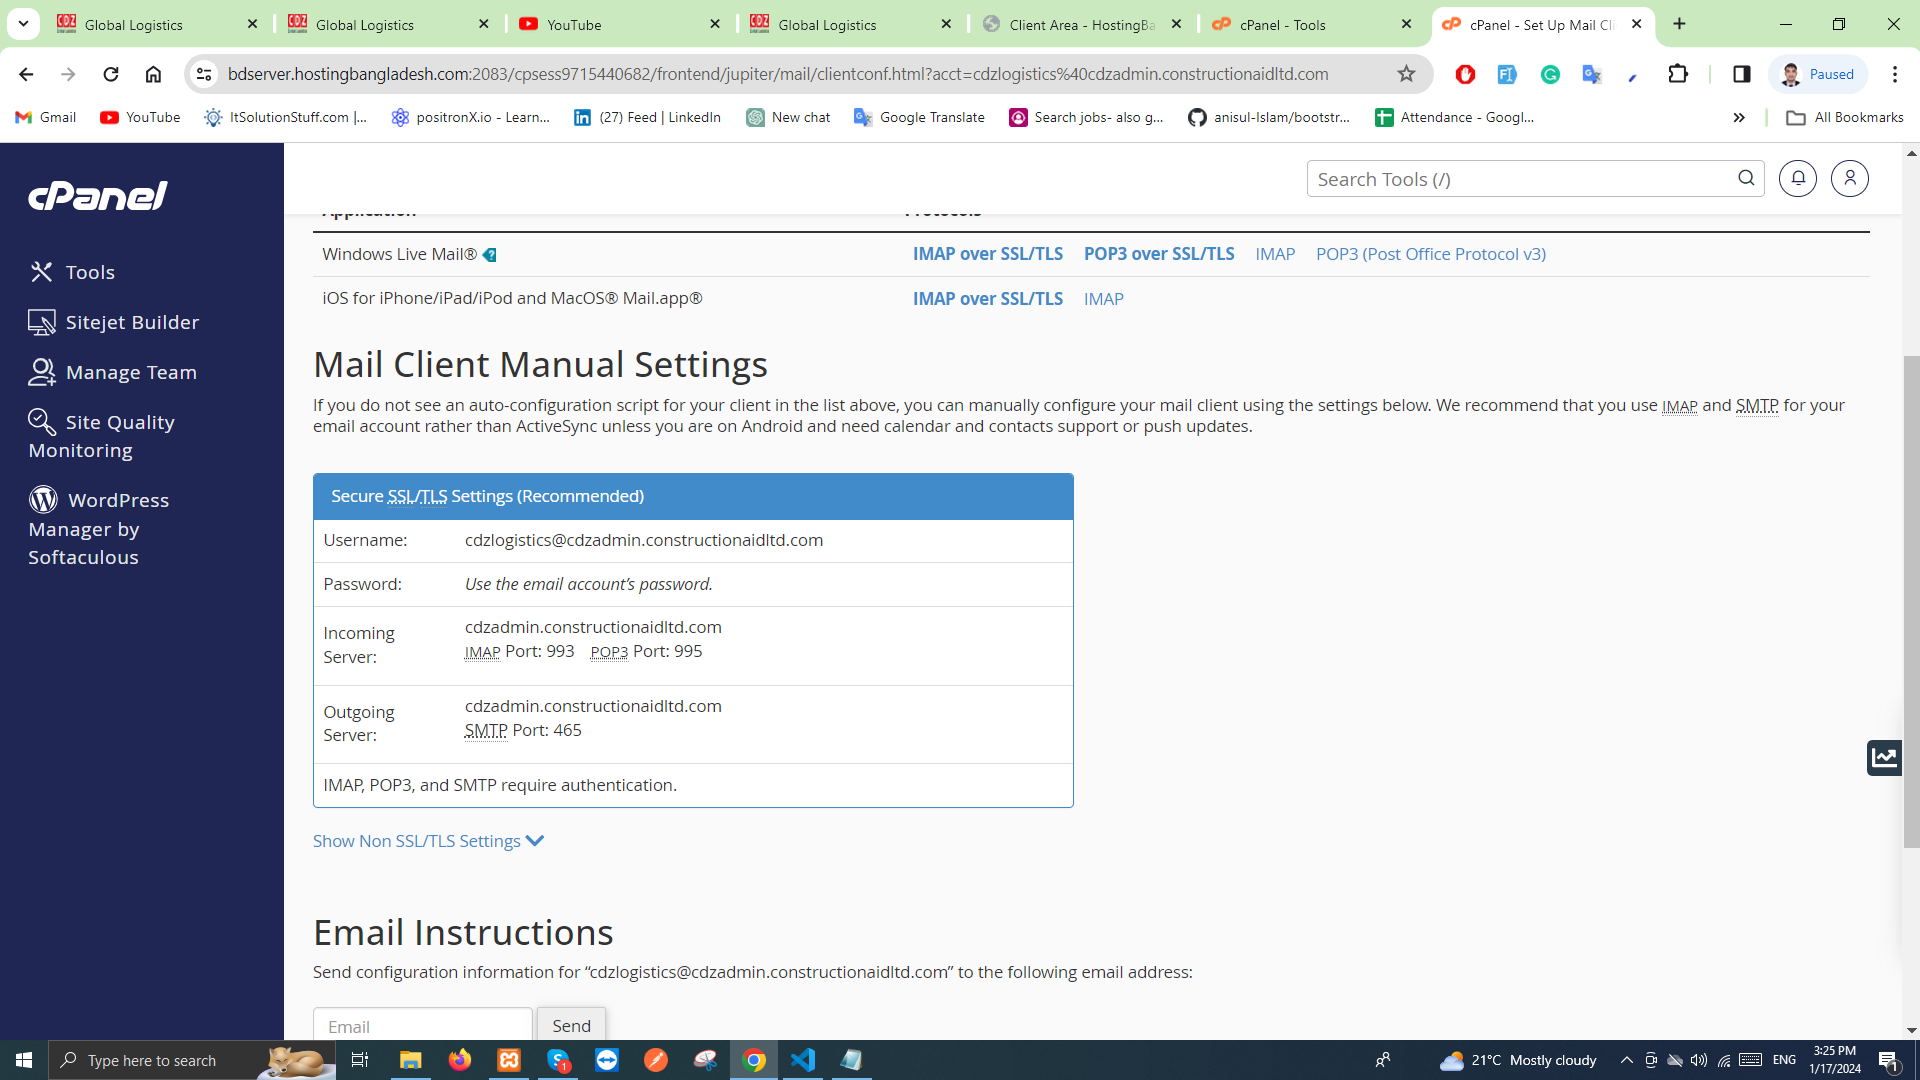 Global Logistics
Global Logistics
YouTube
Global Logistics
Client Area - HostingBa
cPanel - Tools
cPanel - Set Up Mail Cli
bdserver.hostingbangladesh.com:2083/cpsess9715440682/frontend/jupiter/mail/clientconf.html?acct=cdzlogistics%40cdzadmin.constructionaidltd.com
Paused
Gmail
YouTube
ItSolutionStuff.com |...
positronX.io - Learn...
(27) Feed | LinkedIn
New chat
Google Translate
Search jobs- also g...
anisul-Islam/bootstr...
Attendance - Googl...
»
All Bookmarks
cPanel
Search Tools (/)
Tools
Sitejet Builder
Manage Team
Site Quality
Monitoring
WordPress
Manager by
Softaculous
Application Protocols
Windows Live Mail® IMAP over SSL/TLS POP3 over SSL/TLS IMAP POP3 (Post Office Protocol v3)
iOS for iPhone/iPad/iPod and MacOS® Mail.app® IMAP over SSL/TLS IMAP
Mail Client Manual Settings
If you do not see an auto-configuration script for your client in the list above, you can manually configure your mail client using the settings below. We recommend that you use IMAP and SMTP for your
email account rather than ActiveSync unless you are on Android and need calendar and contacts support or push updates.
Secure SSL/TLS Settings (Recommended)
Username: cdzlogistics@cdzadmin.constructionaidltd.com
Password: Use the email account’s password.
Incoming
Server:
cdzadmin.constructionaidltd.com
IMAP Port: 993 POP3 Port: 995
Outgoing
Server:
cdzadmin.constructionaidltd.com
SMTP Port: 465
IMAP, POP3, and SMTP require authentication.
Show Non SSL/TLS Settings
Email Instructions
Send configuration information for “cdzlogistics@cdzadmin.constructionaidltd.com” to the following email address:
Email
Send
Type here to search
21°C Mostly cloudy
ENG
3:25 PM
1/17/2024